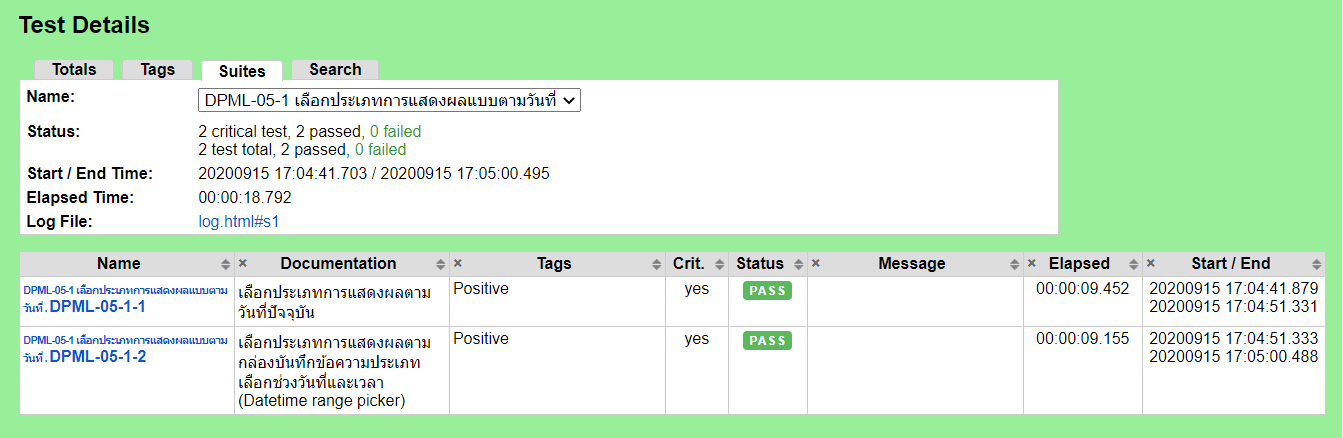 Test Details
Totals Tags Suites Search
Name: DPML-05-1 เลือกประเภทการแสดงผลแบบตามวันที่
Status: 2 critical test, 2 passed, 0 failed
2 test total, 2 passed, 0 failed
Start / End Time: 20200915 17:04:41.703 / 20200915 17:05:00.495
Elapsed Time: 00:00:18.792
Log File: log.html#s1
Name × Documentation × Tags Crit. Status × Message × Elapsed × Start / End
DPML-05-1 เลือกประเภทการแสดงผลแบบตาม เลือกประเภทการแสดงผลตาม Positive yes PASS 00:00:09.452 20200915 17:04:41.879
วันที่ . DPML-05-1-1 วันที่ปัจจุบัน 20200915 17:04:51.331
DPML-05-1 เลือกประเภทการแสดงผลแบบตาม เลือกประเภทการแสดงผลตาม Positive yes PASS 00:00:09.155 20200915 17:04:51.333
วันที่ . DPML-05-1-2 กล่องบันทึกข้อความประเภท 20200915 17:05:00.488
เลือกช่วงวันที่และเวลา
(Datetime range picker)